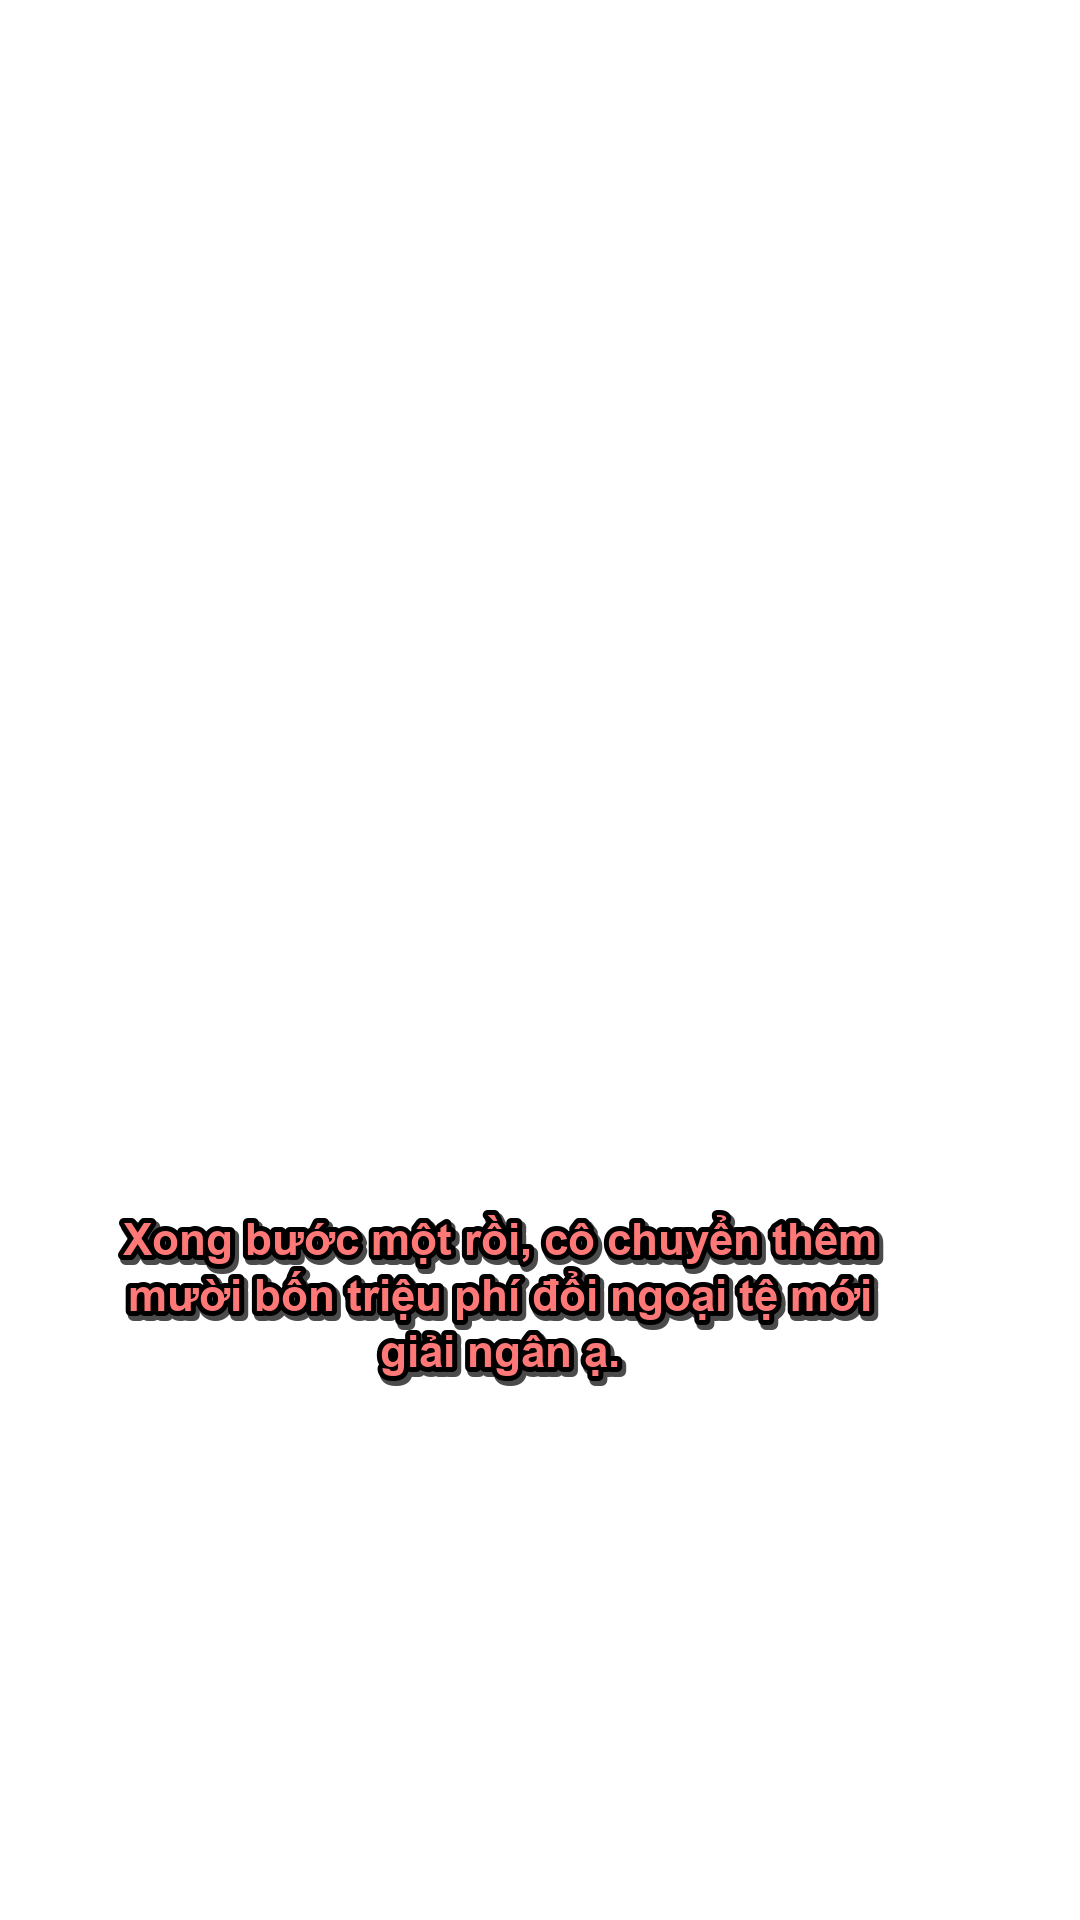 Xong bước một rồi, cô chuyển thêm
mười bốn triệu phí đổi ngoại tệ mới
giải ngân ạ.